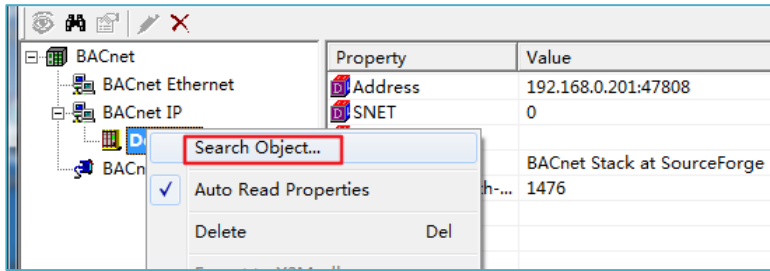 BACnet
BACnet Ethernet
BACnet IP
BACn
Search Object...
Auto Read Properties
Delete Del
Property Value
Address 192.168.0.201:47808
SNET 0
BACnet Stack at SourceForge
h-... 1476